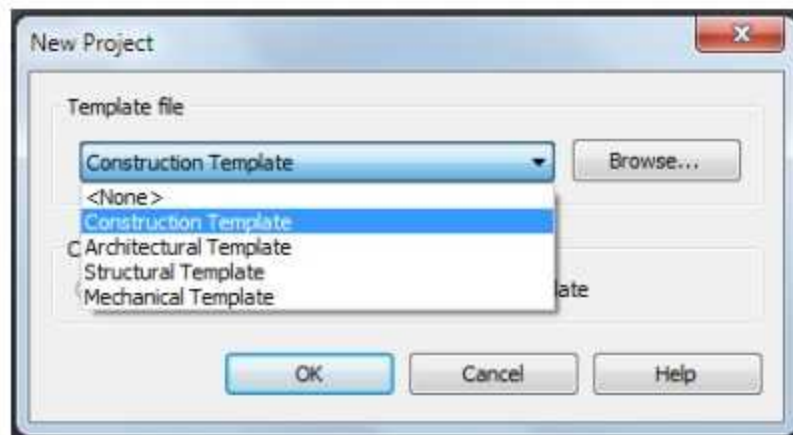 New Project
Template file
Construction Template
Browse...
<None>
Construction Template
Architectural Template
Structural Template
Mechanical Template
OK
Cancel
Help